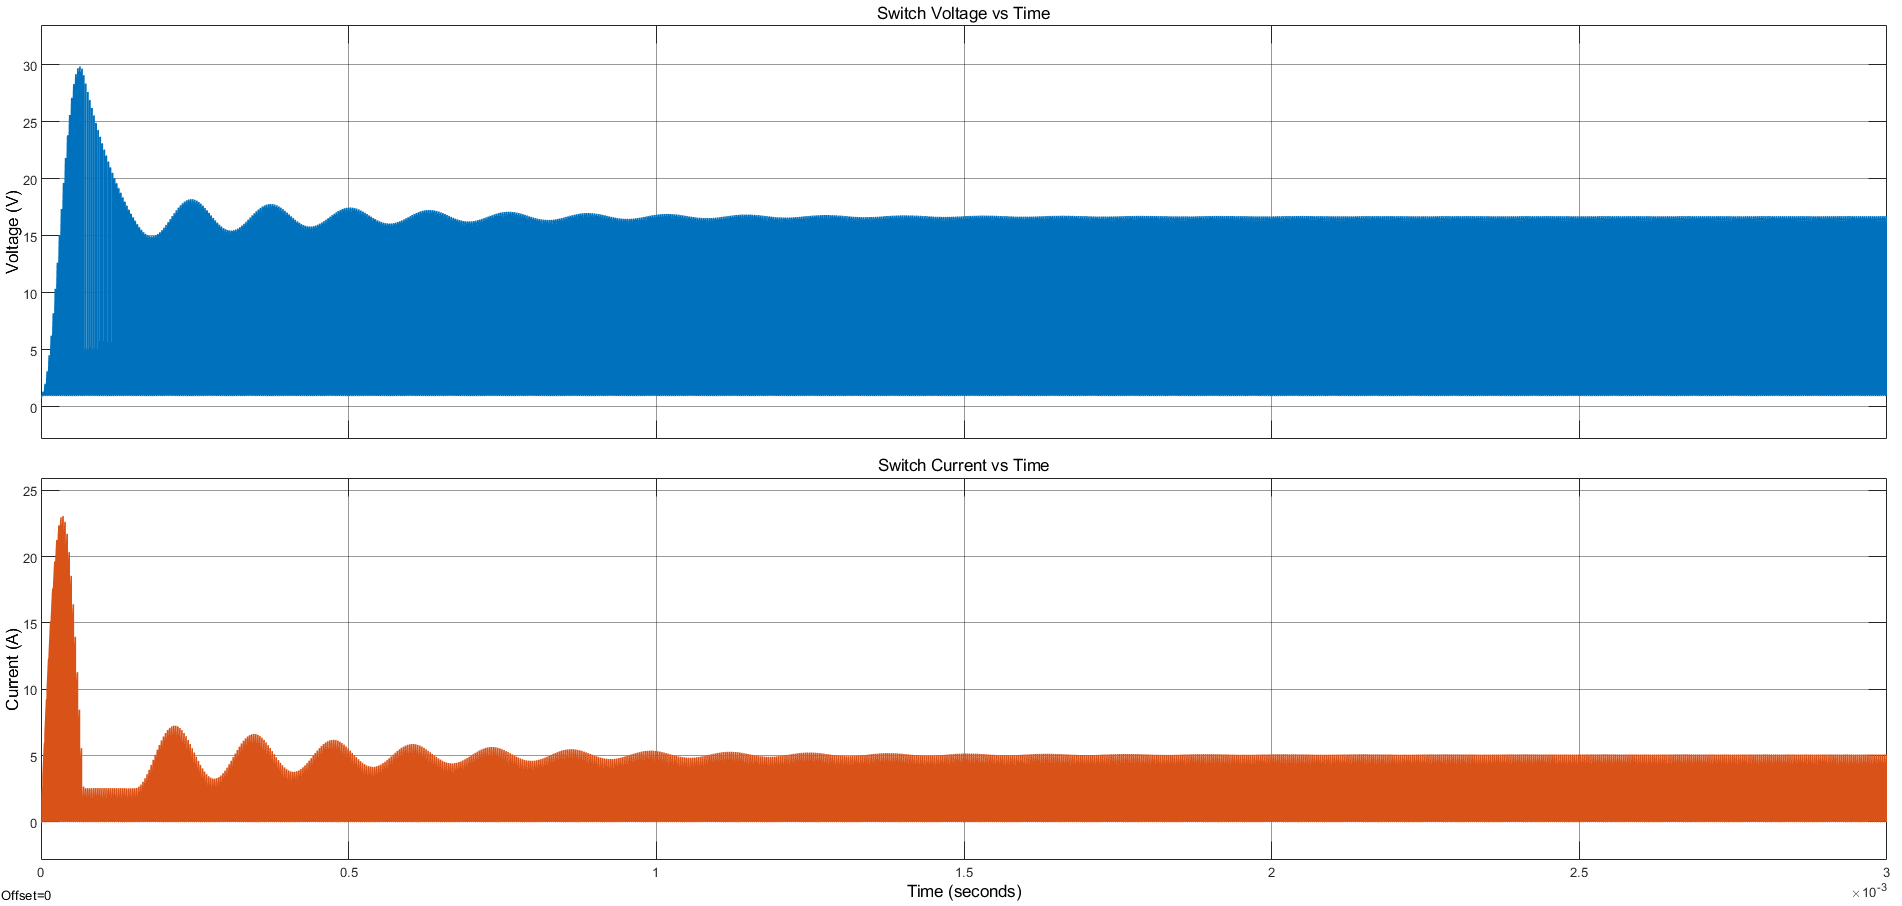 Switch Voltage vs Time
30
25
20
15
10
5
0
Voltage (V)
Switch Current vs Time
25
20
15
10
5
0
Current (A)
0 0.5 1 1.5 2 2.5 3
×10-3
Time (seconds)
Offset=0